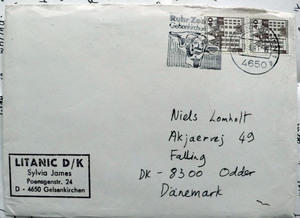 Ruhr Zoo
Gelsenkirchen
4650
Niels Lomholt
Akjaervej 49
Falling
DK - 8300 Odder
Dänemark
LITANIC D/K
Sylvia James
Poensgenstr. 24
D - 4650 Gelsenkirchen